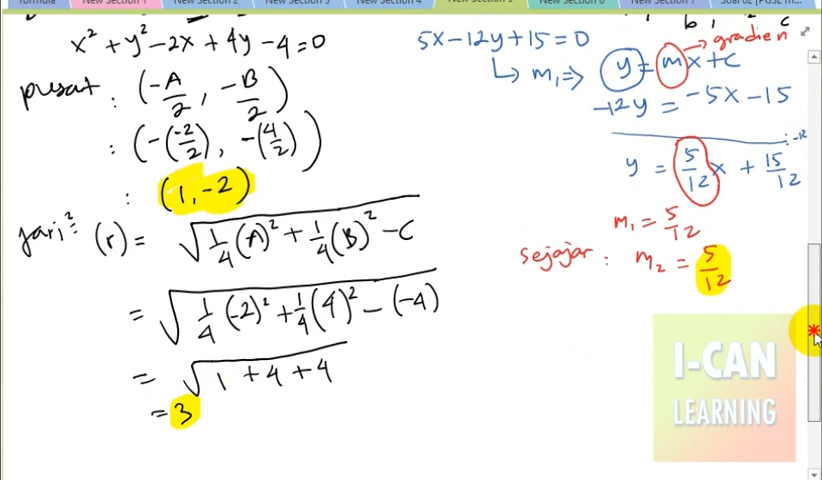 x² + y² - 2x + 4y - 4 = 0
pusat : (-A/2, -B/2)
: (-(-2/2), -(4/2))
: (1, -2)
jari² : (r) = √(1/4 (A)² + 1/4 (B)² - C)
= √(1/4 (-2)² + 1/4 (4)² - (-4))
= √(1 + 4 + 4)
= 3
5x - 12y + 15 = 0
↳ m₁ => y = mx + c → gradien
-12y = -5x - 15
: -12
y = 5/12 x + 15/12
m₁ = 5/12
sejajar : m₂ = 5/12
I-CAN
LEARNING